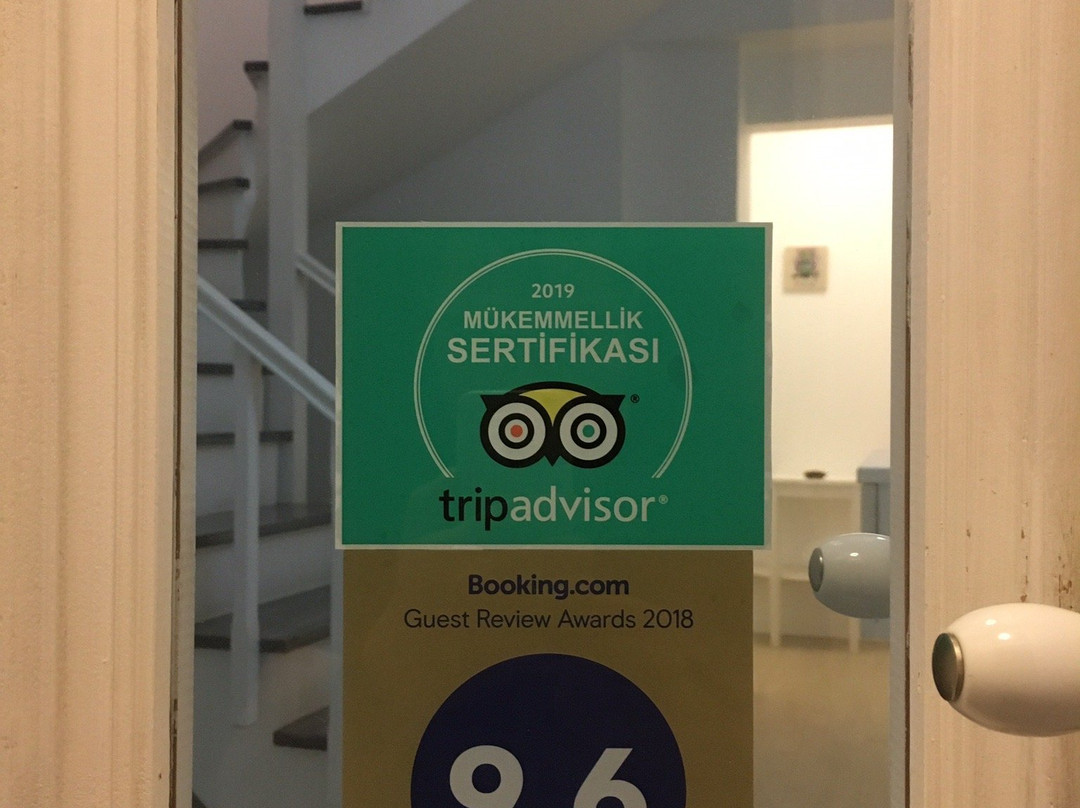 2019
MÜKEMMELLİK
SERTİFİKASI
tripadvisor®
Booking.com
Guest Review Awards 2018
9.6